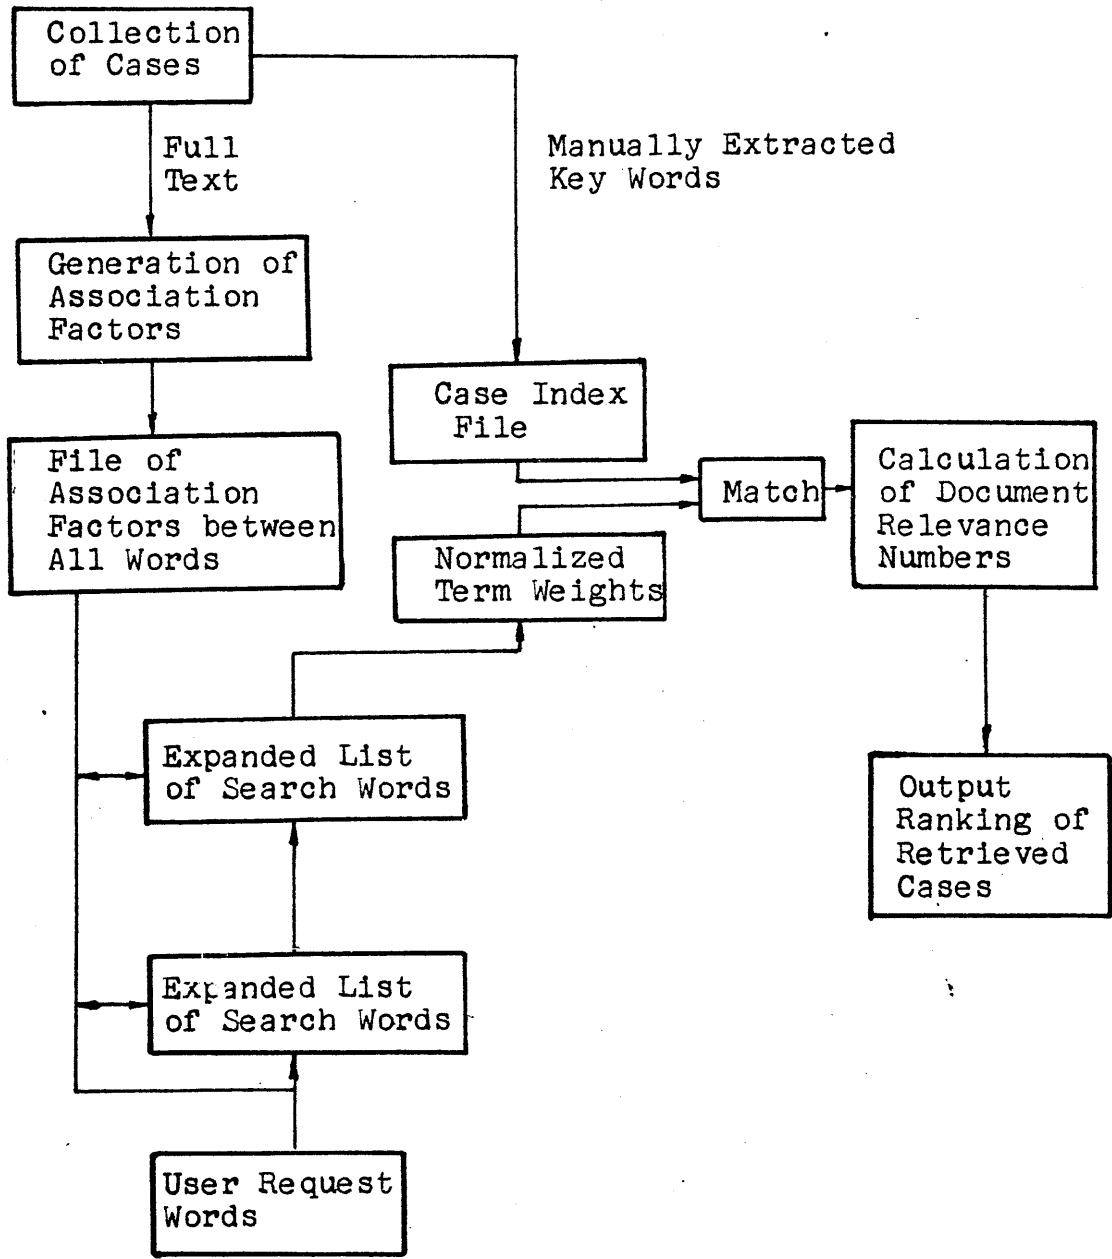 Collection
of Cases
Full
Text
Manually Extracted
Key Words
Generation of
Association
Factors
Case Index
File
File of
Association
Factors between
All Words
Match
Calculation
of Document
Relevance
Numbers
Normalized
Term Weights
Expanded List
of Search Words
Output
Ranking of
Retrieved
Cases
Expanded List
of Search Words
User Request
Words